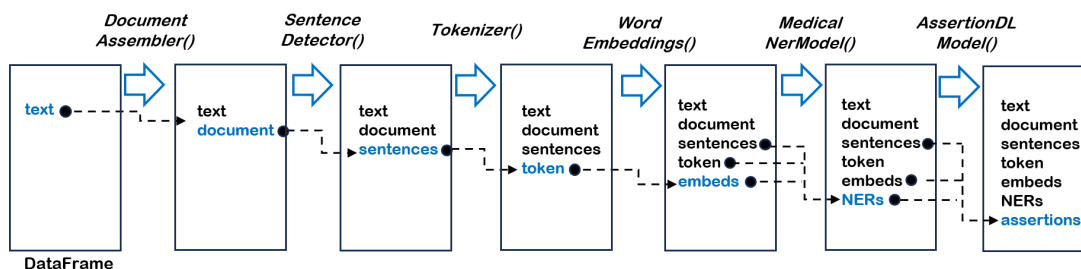 Document
Assembler()
Sentence
Detector()
Tokenizer()
Word
Embeddings()
Medical
NerModel()
AssertionDL
Model()
text
text
document
text
document
sentences
text
document
sentences
token
text
document
sentences
token
embeds
text
document
sentences
token
embeds
NERs
text
document
sentences
token
embeds
NERs
assertions
DataFrame